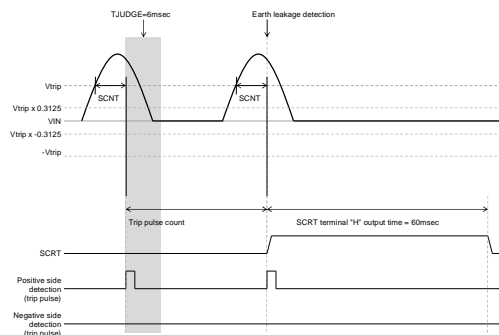 TJUDGE=6msec
Earth leakage detection
Vtrip
SCNT
SCNT
Vtrip x 0.3125
VIN
Vtrip x -0.3125
-Vtrip
Trip pulse count
SCRT terminal "H" output time = 60msec
SCRT
Positive side
detection
(trip pulse)
Negative side
detection
(trip pulse)